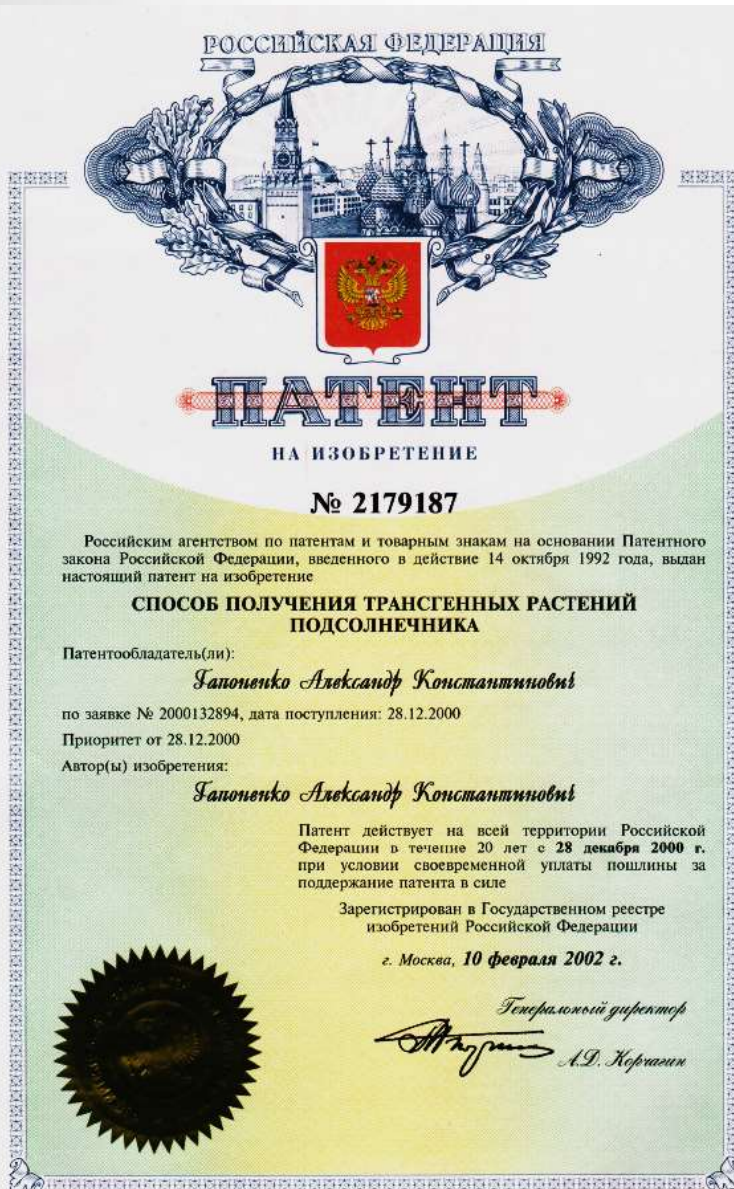 РОССИЙСКАЯ ФЕДЕРАЦИЯ
ПАТЕНТ
НА ИЗОБРЕТЕНИЕ
№ 2179187
Российским агентством по патентам и товарным знакам на основании Патентного
закона Российской Федерации, введенного в действие 14 октября 1992 года, выдан
настоящий патент на изобретение
СПОСОБ ПОЛУЧЕНИЯ ТРАНСГЕННЫХ РАСТЕНИЙ
ПОДСОЛНЕЧНИКА
Патентообладатель(ли):
Гапоненко Александр Константинович
по заявке № 2000132894, дата поступления: 28.12.2000
Приоритет от 28.12.2000
Автор(ы) изобретения:
Гапоненко Александр Константинович
Патент действует на всей территории Российской
Федерации в течение 20 лет с 28 декабря 2000 г.
при условии своевременной уплаты пошлины за
поддержание патента в силе
Зарегистрирован в Государственном реестре
изобретений Российской Федерации
г. Москва, 10 февраля 2002 г.
Генеральный директор
А.Д. Корчагин